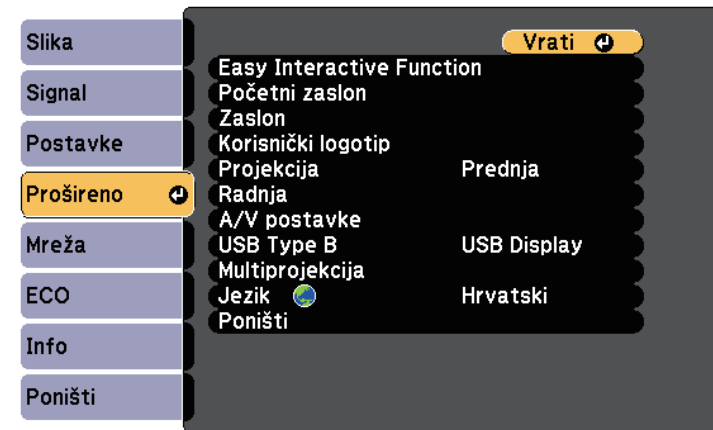 Slika
Signal
Postavke
Prošireno
Mreža
ECO
Info
Poništi
Vrati
Easy Interactive Function
Početni zaslon
Zaslon
Korisnički logotip
Projekcija Prednja
Radnja
A/V postavke
USB Type B USB Display
Multiprojekcija
Jezik Hrvatski
Poništi